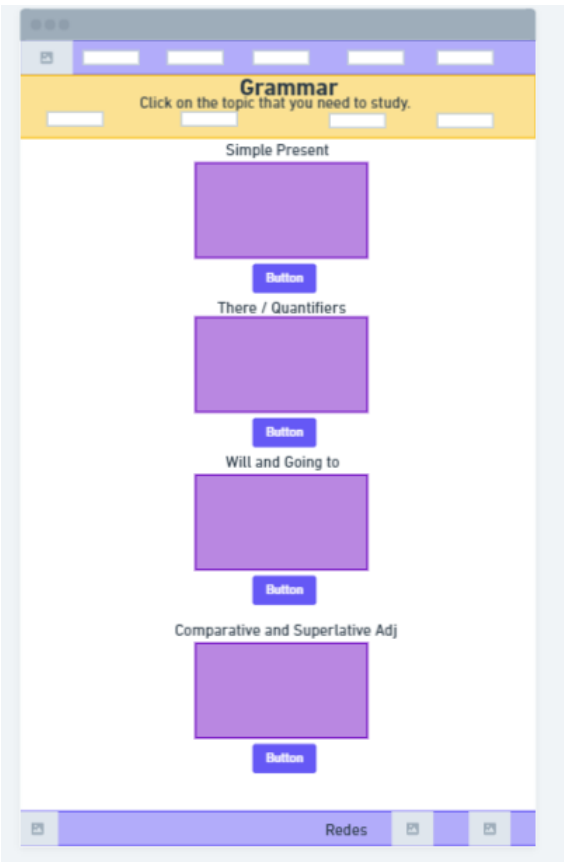 Grammar
Click on the topic that you need to study.
Simple Present
Button
There / Quantifiers
Button
Will and Going to
Button
Comparative and Superlative Adj
Button
Redes